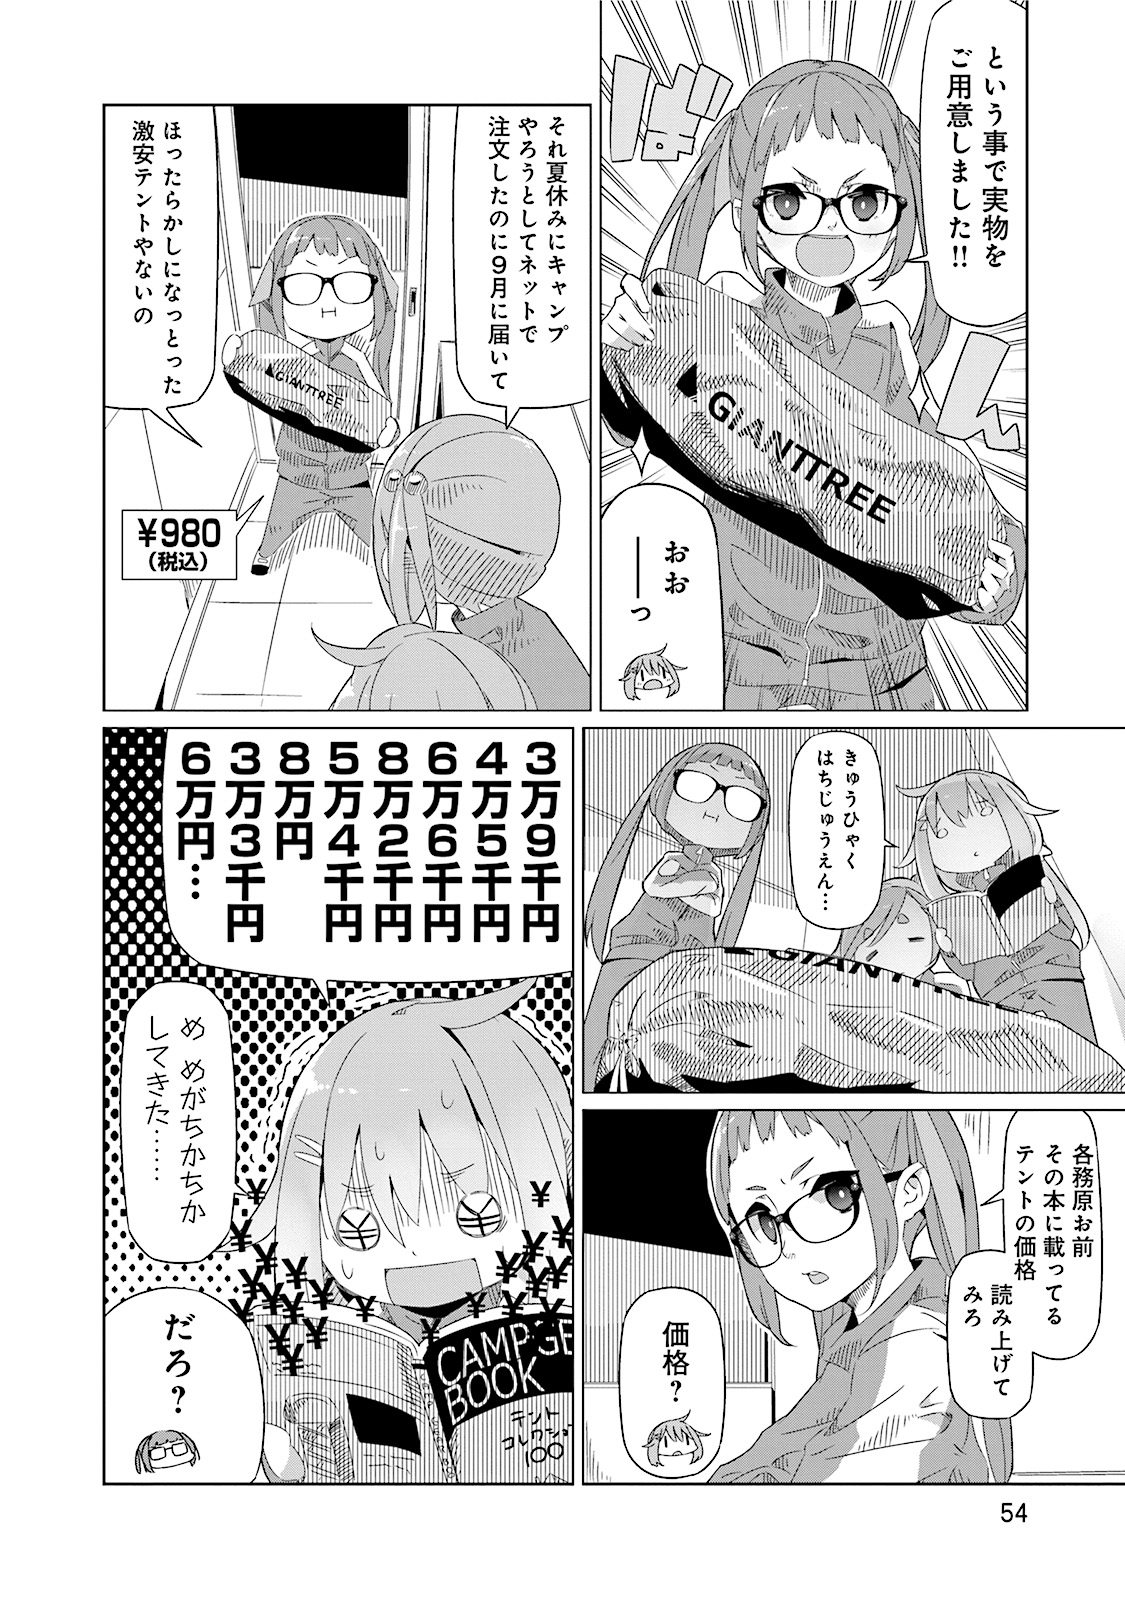 という事で実物を
ご用意しました!!
ばばーん
GIANTTREE
おお
ーーっ
それ夏休みにキャンプ
やろうとしてネットで
注文したのに9月に届いて
ほったらかしになっとった
激安テントやないの
GIANTTREE
¥980
(税込)
きゅうひゃく
はちじゅうえん…
GIANTTREE
各務原お前
その本に載ってる
テントの価格
読み上げて
みろ
価格?
3万9千円
4万5千円
6万6千円
8万2千円
5万4千円
8万円
3万3千円
6万円…
め めがちかちか
してきた……
¥
CAMP GE
BOOK
テント
コレクション
100
だろ?
54